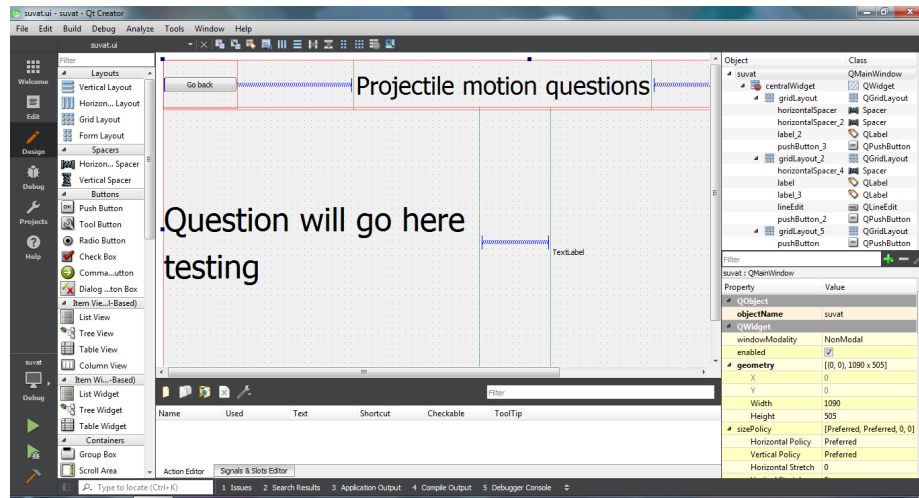 suvat.ui - suvat - Qt Creator
File Edit Build Debug Analyze Tools Window Help
suvat.ui
Welcome
Edit
Design
Debug
Projects
Help
suvat
Debug
Filter
Layouts
Vertical Layout
Horizon... Layout
Grid Layout
Form Layout
Spacers
Horizon... Spacer
Vertical Spacer
Buttons
Push Button
Tool Button
Radio Button
Check Box
Comma...utton
Dialog ...ton Box
Item Vie...l-Based)
List View
Tree View
Table View
Column View
Item Wi...-Based)
List Widget
Tree Widget
Table Widget
Containers
Group Box
Scroll Area
Go back
Projectile motion questions
Question will go here
testing
TextLabel
Filter
Name Used Text Shortcut Checkable ToolTip
Action Editor Signals & Slots Editor
Object Class
suvat QMainWindow
centralWidget QWidget
gridLayout QGridLayout
horizontalSpacer Spacer
horizontalSpacer_2 Spacer
label_2 QLabel
pushButton_3 QPushButton
gridLayout_2 QGridLayout
horizontalSpacer_4 Spacer
label QLabel
label_3 QLabel
lineEdit QLineEdit
pushButton_2 QPushButton
gridLayout_5 QGridLayout
pushButton QPushButton
Filter
suvat : QMainWindow
Property Value
QObject
objectName suvat
QWidget
windowModality NonModal
enabled
geometry [(0, 0), 1090 x 505]
X 0
Y 0
Width 1090
Height 505
sizePolicy [Preferred, Preferred, 0, 0]
Horizontal Policy Preferred
Vertical Policy Preferred
Horizontal Stretch 0
P. Type to locate (Ctrl+K) 1 Issues 2 Search Results 3 Application Output 4 Compile Output 5 Debugger Console